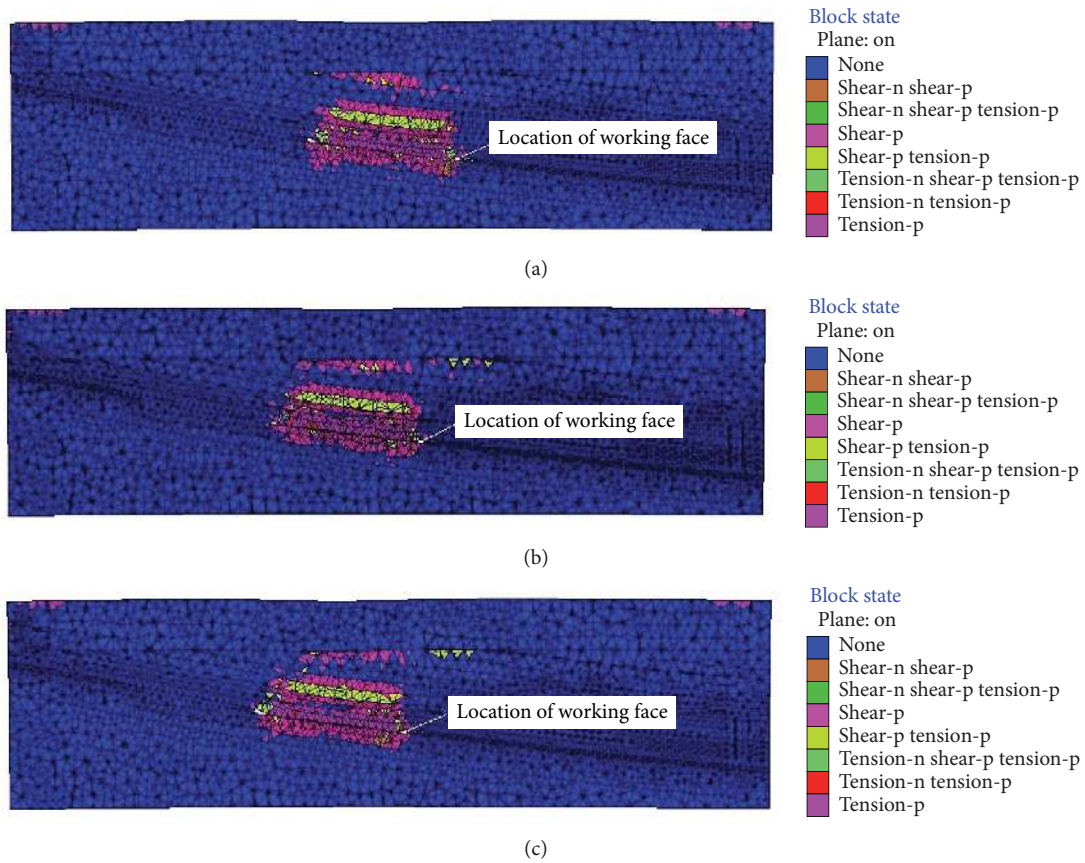 Block state
Plane: on
None
Shear-n shear-p
Shear-n shear-p tension-p
Shear-p
Shear-p tension-p
Tension-n shear-p tension-p
Tension-n tension-p
Tension-p
Location of working face
(a)
Block state
Plane: on
None
Shear-n shear-p
Shear-n shear-p tension-p
Shear-p
Shear-p tension-p
Tension-n shear-p tension-p
Tension-n tension-p
Tension-p
Location of working face
(b)
Block state
Plane: on
None
Shear-n shear-p
Shear-n shear-p tension-p
Shear-p
Shear-p tension-p
Tension-n shear-p tension-p
Tension-n tension-p
Tension-p
Location of working face
(c)